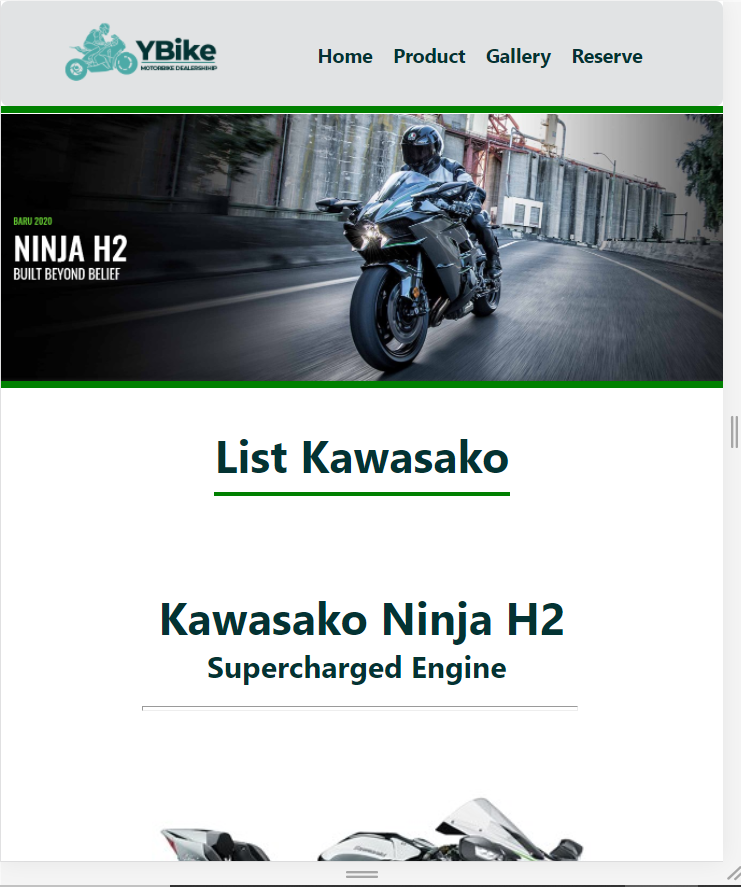 YBike
MOTORBIKE DEALERSHIP
Home Product Gallery Reserve
BARU 2020
NINJA H2
BUILT BEYOND BELIEF
List Kawasako
Kawasako Ninja H2
Supercharged Engine
Kawasaki